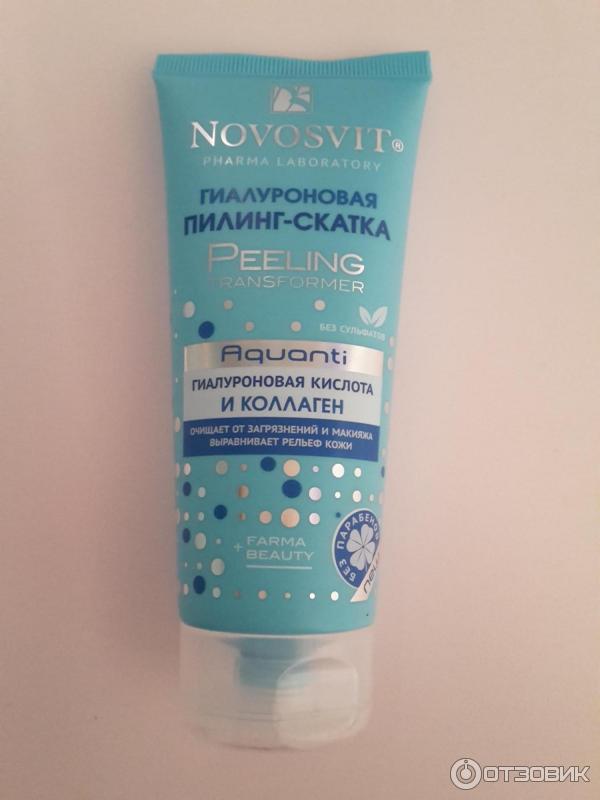 NOVOSVIT®
PHARMA LABORATORY
ГИАЛУРОНОВАЯ
ПИЛИНГ-СКАТКА
PEELING
TRANSFORMER
БЕЗ СУЛЬФАТОВ
Aquanti
ГИАЛУРОНОВАЯ КИСЛОТА
И КОЛЛАГЕН
ОЧИЩАЕТ ОТ ЗАГРЯЗНЕНИЙ И МАКИЯЖА
ВЫРАВНИВАЕТ РЕЛЬЕФ КОЖИ
+ FARMA
BEAUTY
БЕЗ ПАРАБЕНОВ
new
ОТЗОВИК